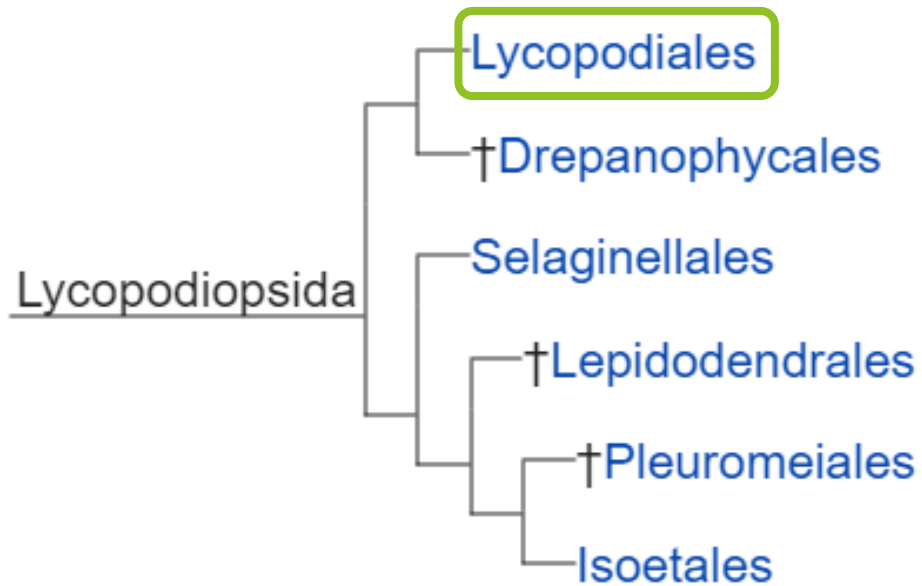 Lycopodiales
†Drepanophycales
Selaginellales
Lycopodiopsida
†Lepidodendrales
†Pleuromeiales
Isoetales